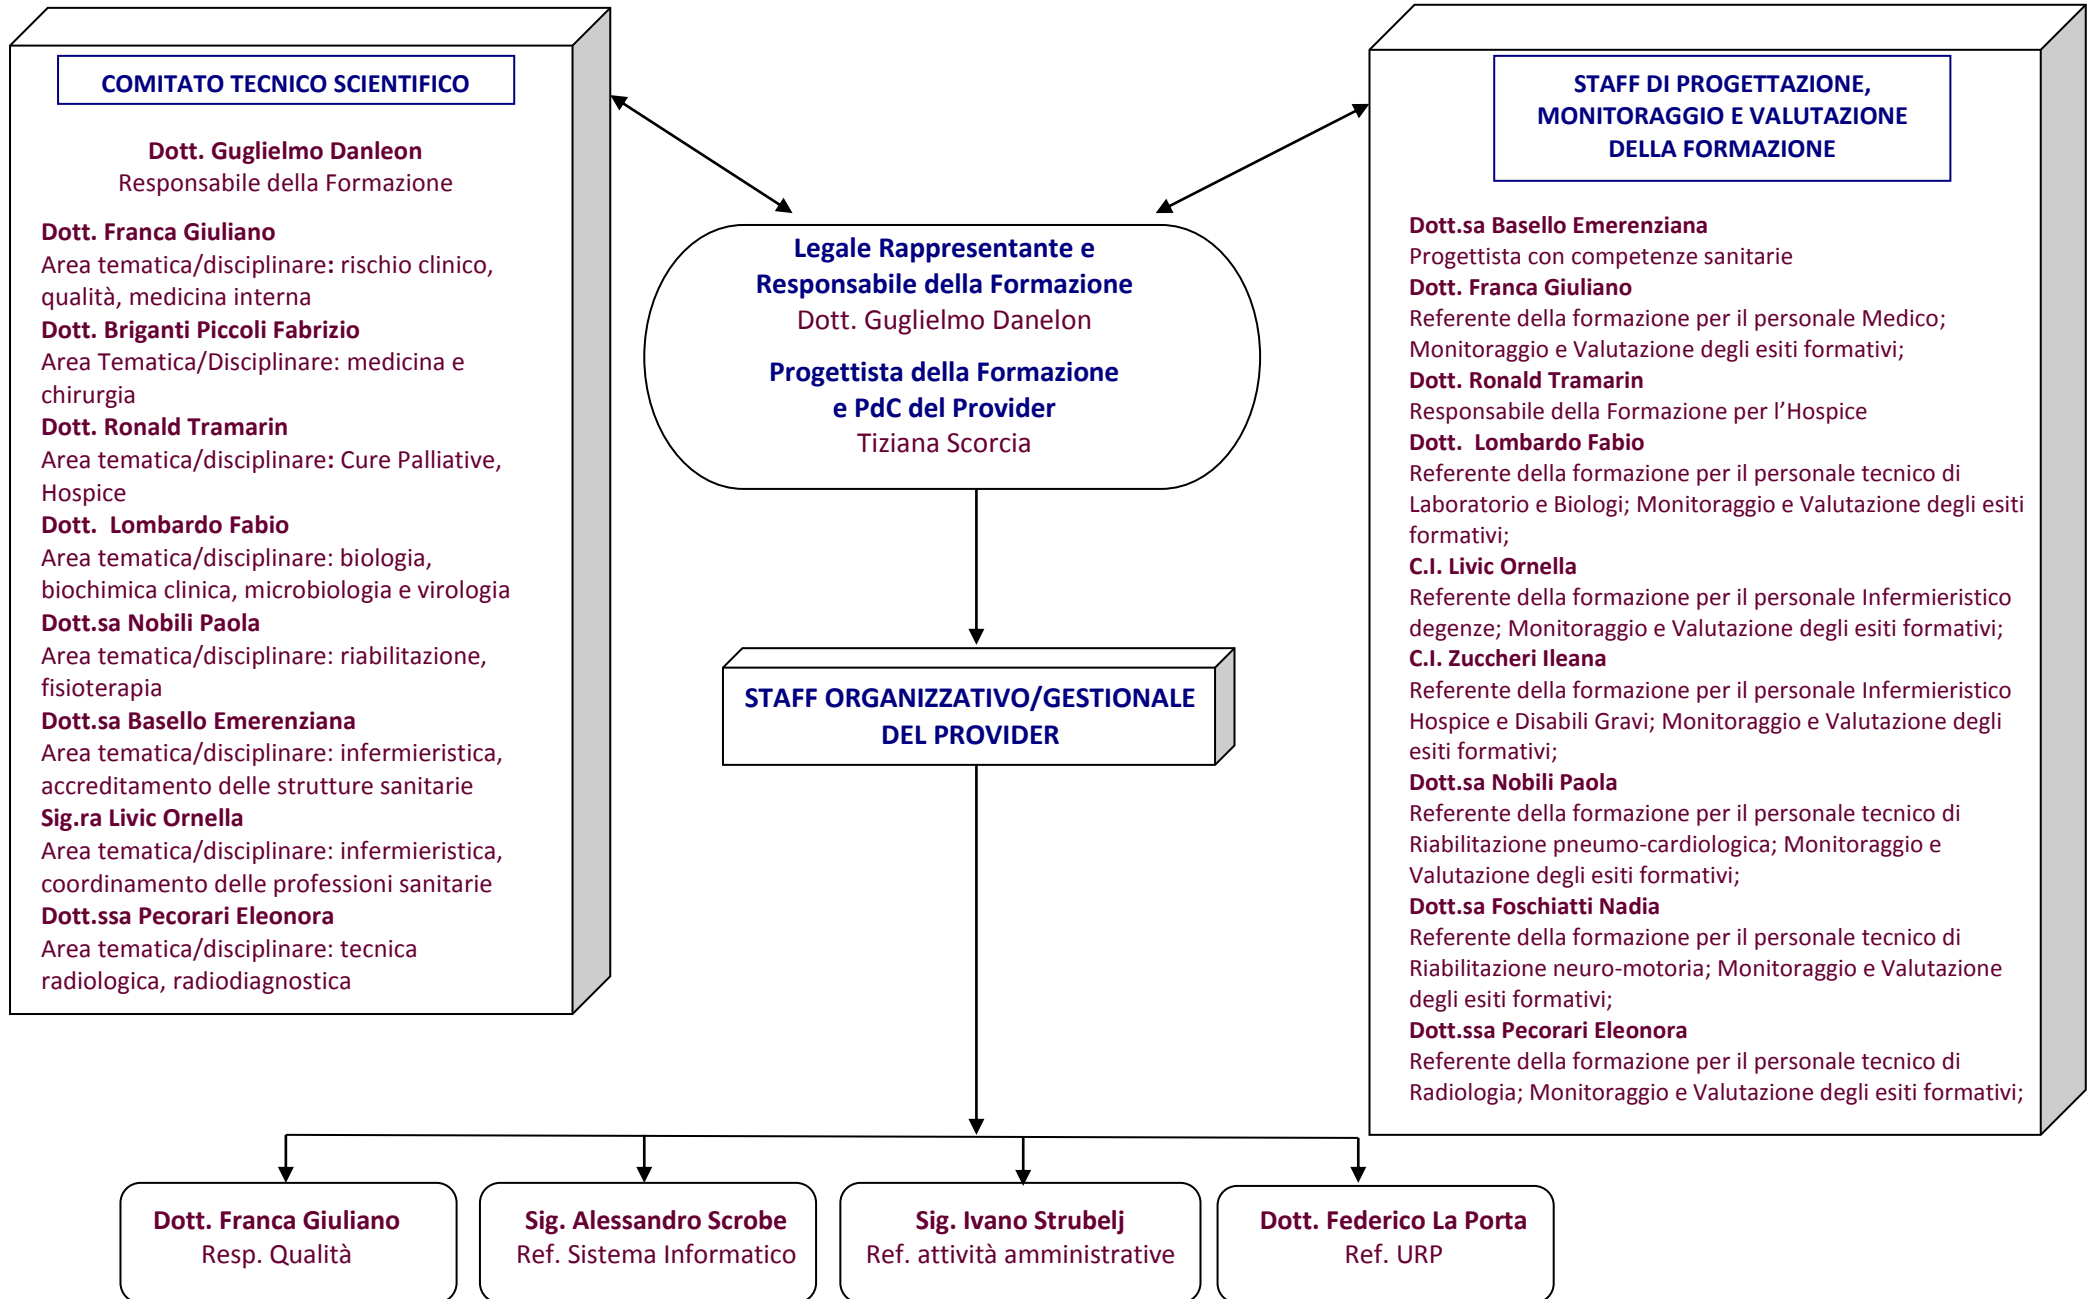 COMITATO TECNICO SCIENTIFICO
Dott. Guglielmo Danleon
Responsabile della Formazione
Dott. Franca Giuliano
Area tematica/disciplinare: rischio clinico,
qualità, medicina interna
Dott. Briganti Piccoli Fabrizio
Area Tematica/Disciplinare: medicina e
chirurgia
Dott. Ronald Tramarin
Area tematica/disciplinare: Cure Palliative,
Hospice
Dott. Lombardo Fabio
Area tematica/disciplinare: biologia,
biochimica clinica, microbiologia e virologia
Dott.sa Nobili Paola
Area tematica/disciplinare: riabilitazione,
fisioterapia
Dott.sa Basello Emerenziana
Area tematica/disciplinare: infermieristica,
accreditamento delle strutture sanitarie
Sig.ra Livic Ornella
Area tematica/disciplinare: infermieristica,
coordinamento delle professioni sanitarie
Dott.ssa Pecorari Eleonora
Area tematica/disciplinare: tecnica
radiologica, radiodiagnostica
Legale Rappresentante e
Responsabile della Formazione
Dott. Guglielmo Danelon
Progettista della Formazione
e PdC del Provider
Tiziana Scorcia
STAFF DI PROGETTAZIONE,
MONITORAGGIO E VALUTAZIONE
DELLA FORMAZIONE
Dott.sa Basello Emerenziana
Progettista con competenze sanitarie
Dott. Franca Giuliano
Referente della formazione per il personale Medico;
Monitoraggio e Valutazione degli esiti formativi;
Dott. Ronald Tramarin
Responsabile della Formazione per l’Hospice
Dott. Lombardo Fabio
Referente della formazione per il personale tecnico di
Laboratorio e Biologi; Monitoraggio e Valutazione degli esiti
formativi;
C.I. Livic Ornella
Referente della formazione per il personale Infermieristico
degenze; Monitoraggio e Valutazione degli esiti formativi;
C.I. Zuccheri Ileana
Referente della formazione per il personale Infermieristico
Hospice e Disabili Gravi; Monitoraggio e Valutazione degli
esiti formativi;
Dott.sa Nobili Paola
Referente della formazione per il personale tecnico di
Riabilitazione pneumo-cardiologica; Monitoraggio e
Valutazione degli esiti formativi;
Dott.sa Foschiatti Nadia
Referente della formazione per il personale tecnico di
Riabilitazione neuro-motoria; Monitoraggio e Valutazione
degli esiti formativi;
Dott.ssa Pecorari Eleonora
Referente della formazione per il personale tecnico di
Radiologia; Monitoraggio e Valutazione degli esiti formativi;
STAFF ORGANIZZATIVO/GESTIONALE
DEL PROVIDER
Dott. Franca Giuliano
Resp. Qualità
Sig. Alessandro Scrobe
Ref. Sistema Informatico
Sig. Ivano Strubelj
Ref. attività amministrative
Dott. Federico La Porta
Ref. URP